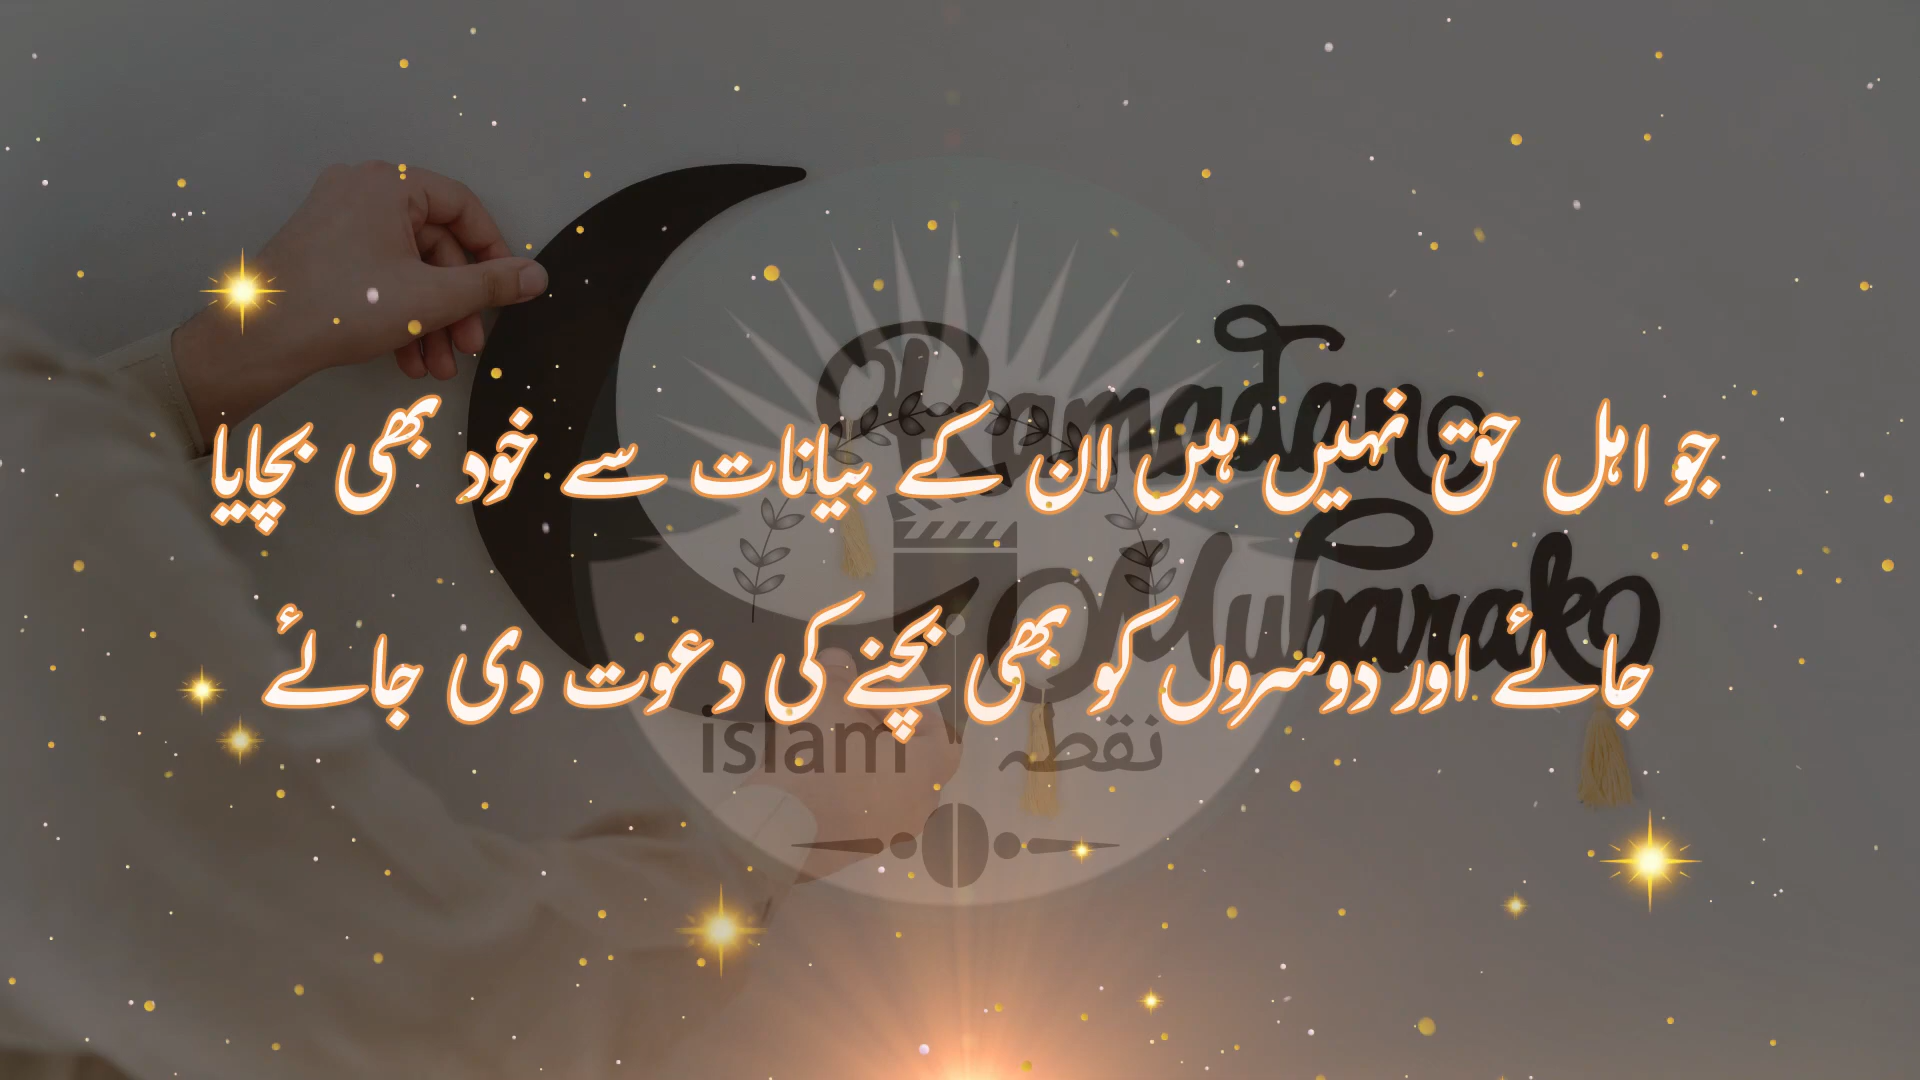 Ramadan
جو اہل حق نہیں ہیں ان کے بیانات سے خود بھی بچایا
Mubarak
جائے اور دوسروں کو بھی بچنے کی دعوت دی جائے
islam نقطہ